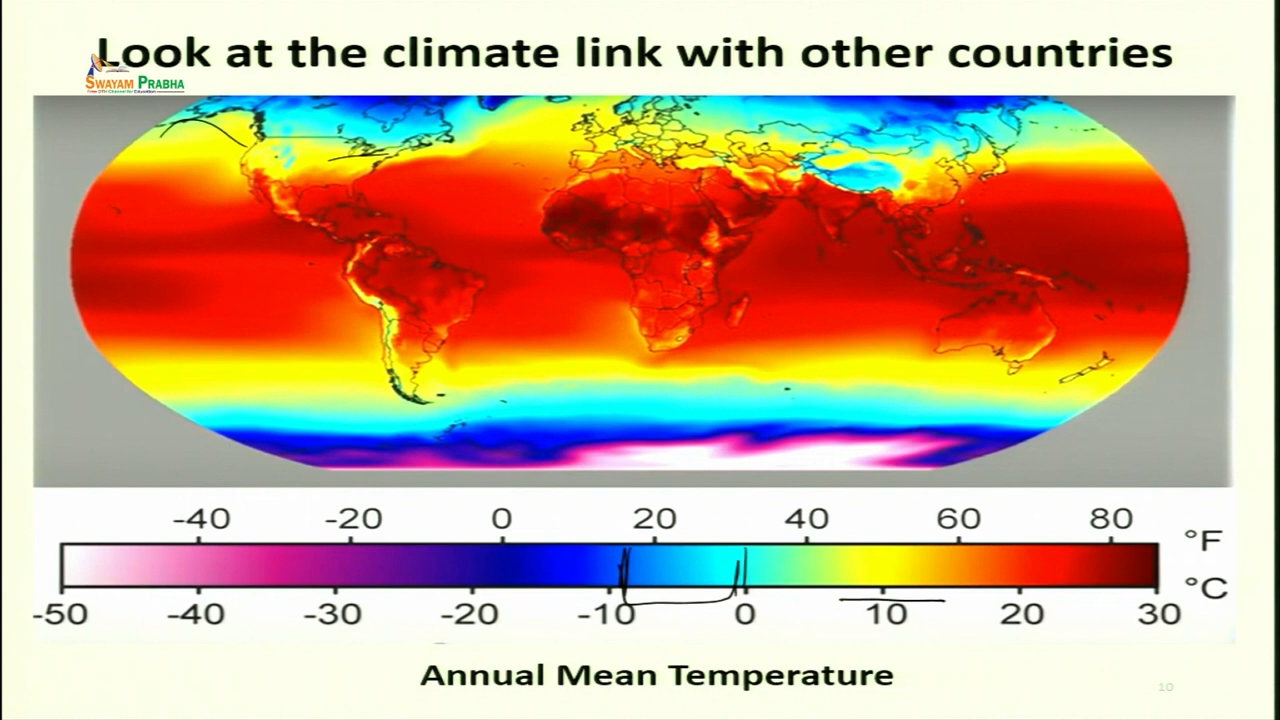 Look at the climate link with other countries
SWAYAM PRABHA
-40 -20 0 20 40 60 80 °F
-50 -40 -30 -20 -10 0 10 20 30 °C
Annual Mean Temperature
10